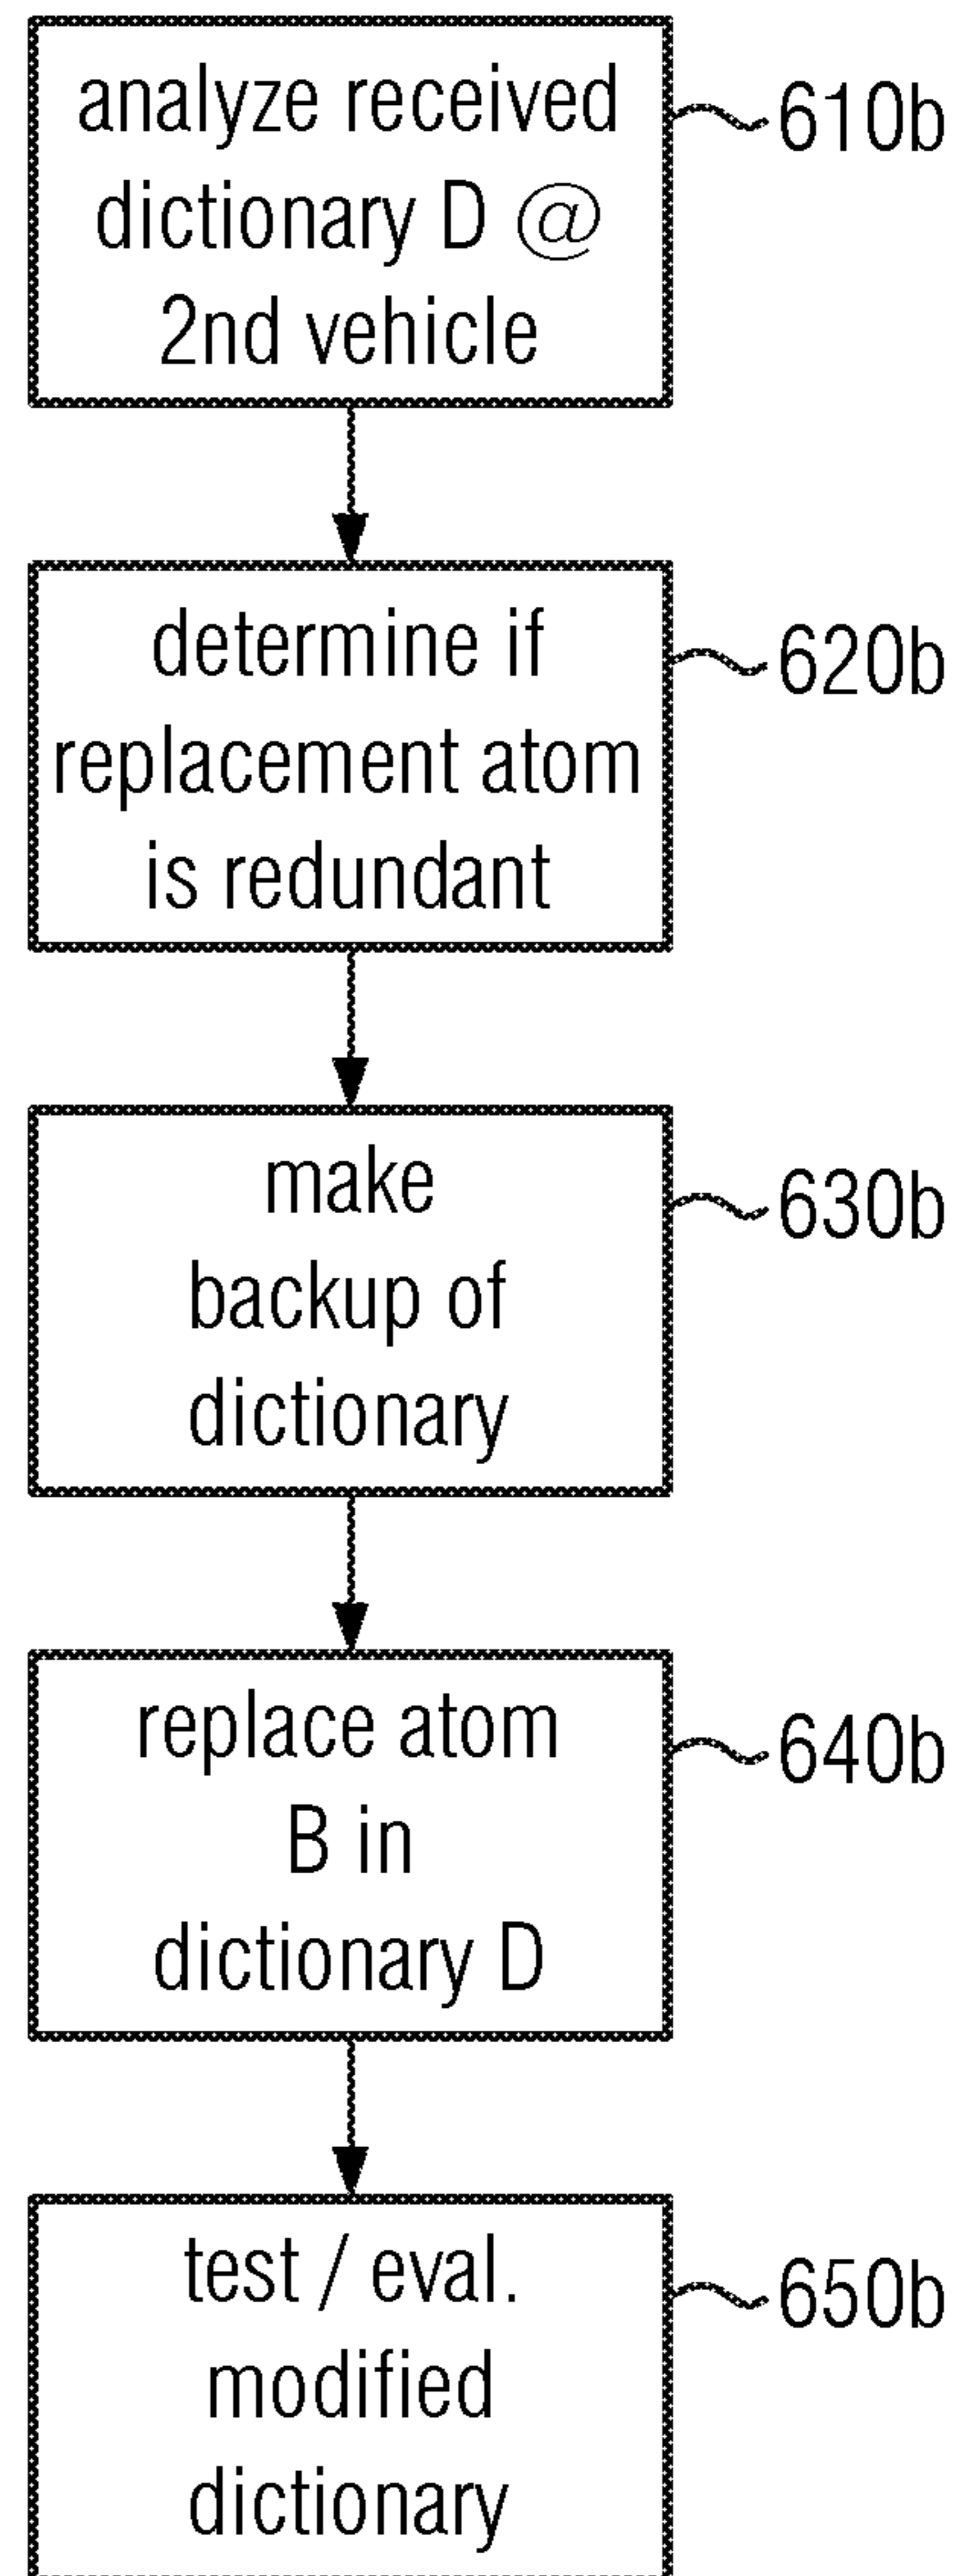 analyze received
dictionary D @
2nd vehicle
610b
determine if
replacement atom
is redundant
620b
make
backup of
dictionary
630b
replace atom
B in
dictionary D
640b
test / eval.
modified
dictionary
650b